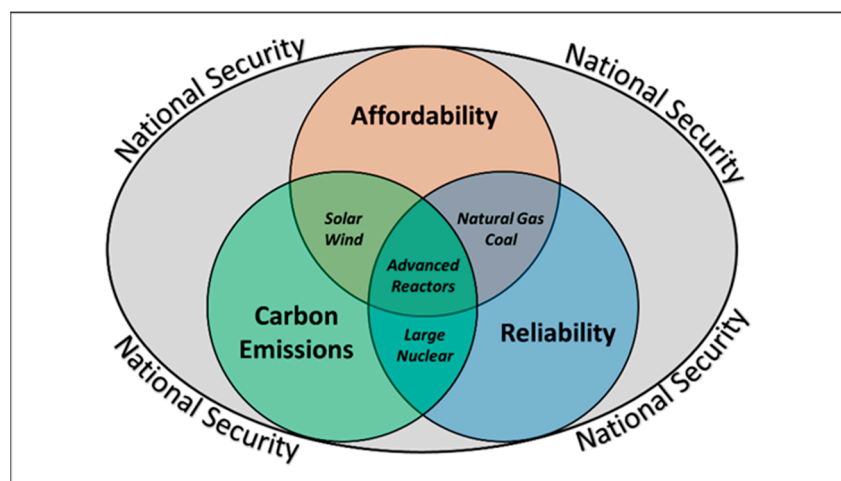 National Security
National Security
Affordability
Solar
Wind
Natural Gas
Coal
Advanced
Reactors
Carbon
Emissions
Large
Nuclear
Reliability
National Security
National Security